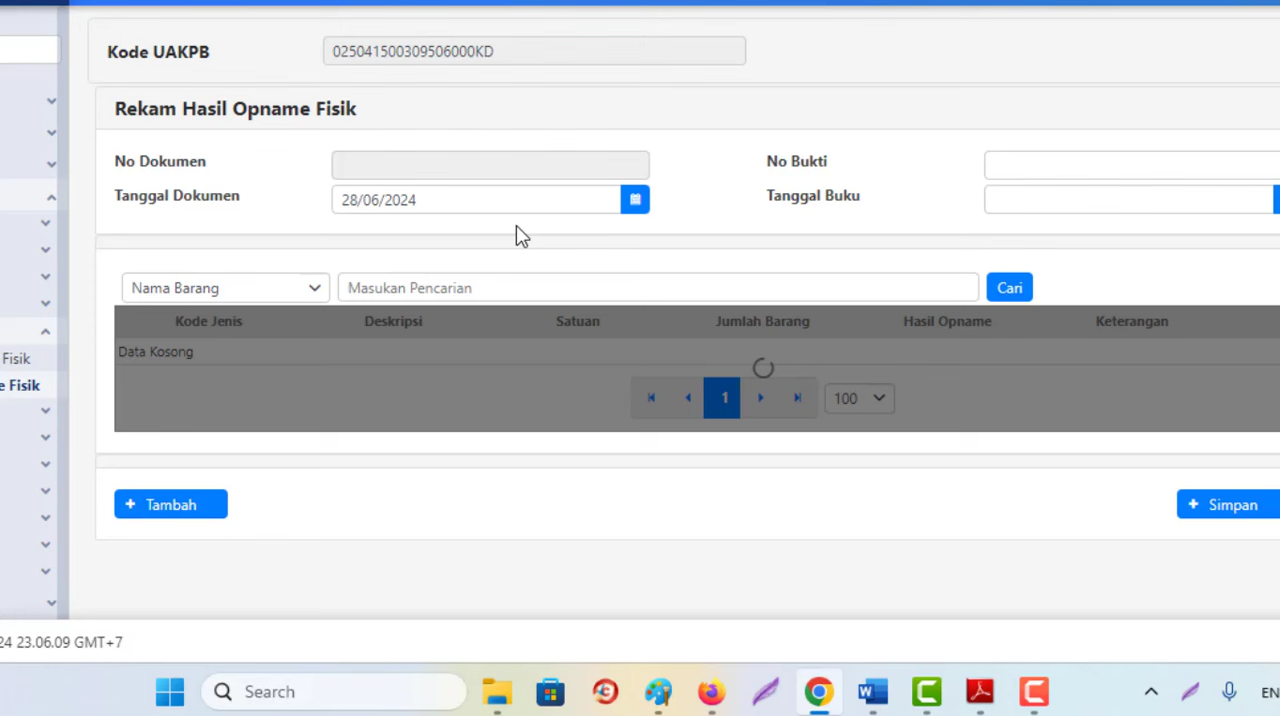 Kode UAKPB 025041500309506000KD
Rekam Hasil Opname Fisik
No Dokumen No Bukti
Tanggal Dokumen 28/06/2024 Tanggal Buku
Nama Barang Masukan Pencarian Cari
Kode Jenis Deskripsi Satuan Jumlah Barang Hasil Opname Keterangan
Data Kosong
Fisik
e Fisik
1 100
+ Tambah + Simpan
24 23.06.09 GMT+7
Search EN